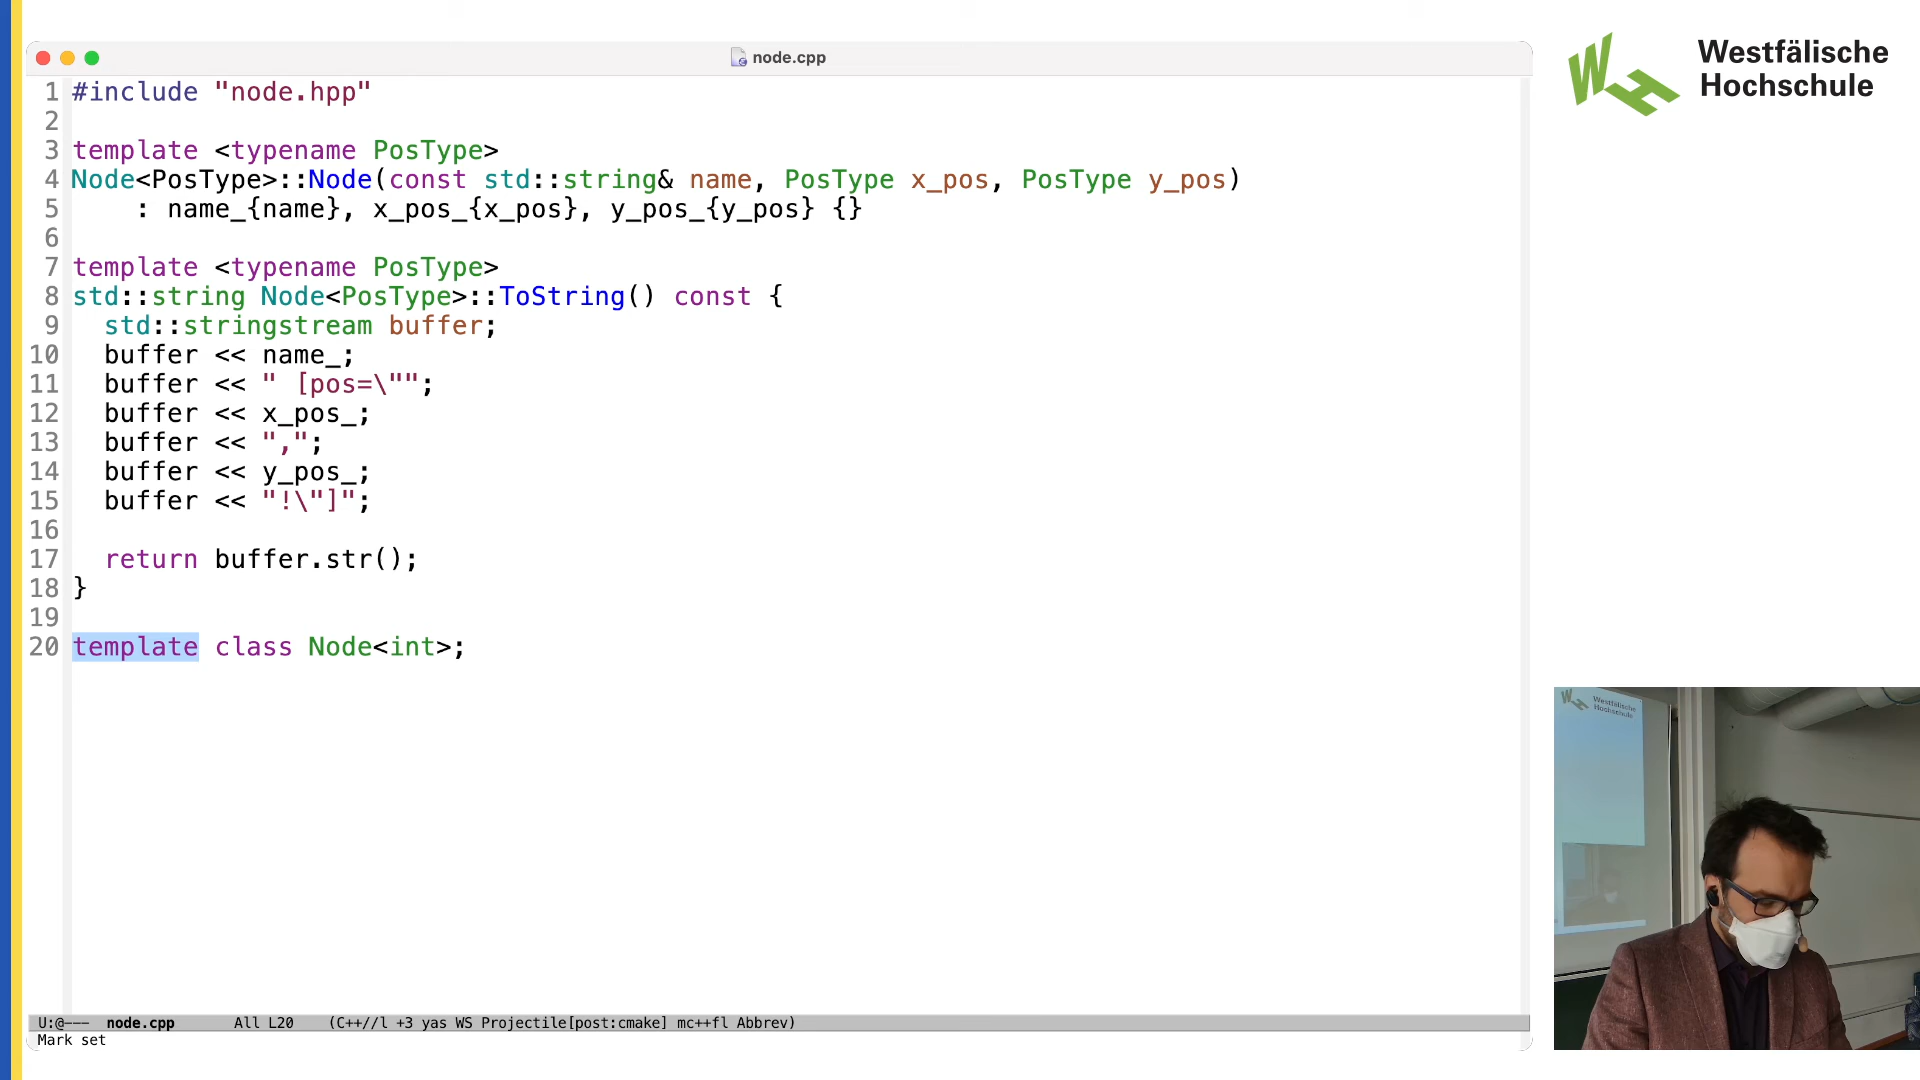 node.cpp
Westfälische
Hochschule
1 #include "node.hpp"
2
3 template <typename PosType>
4 Node<PosType>::Node(const std::string& name, PosType x_pos, PosType y_pos)
5     : name_{name}, x_pos_{x_pos}, y_pos_{y_pos} {}
6
7 template <typename PosType>
8 std::string Node<PosType>::ToString() const {
9   std::stringstream buffer;
10   buffer << name_;
11   buffer << " [pos=\"";
12   buffer << x_pos_;
13   buffer << ",";
14   buffer << y_pos_;
15   buffer << "!\"]";
16
17   return buffer.str();
18 }
19
20 template class Node<int>;
U:@--- node.cpp All L20 (C++//l +3 yas WS Projectile[post:cmake] mc++fl Abbrev)
Mark set
Westfälische
Hochschule